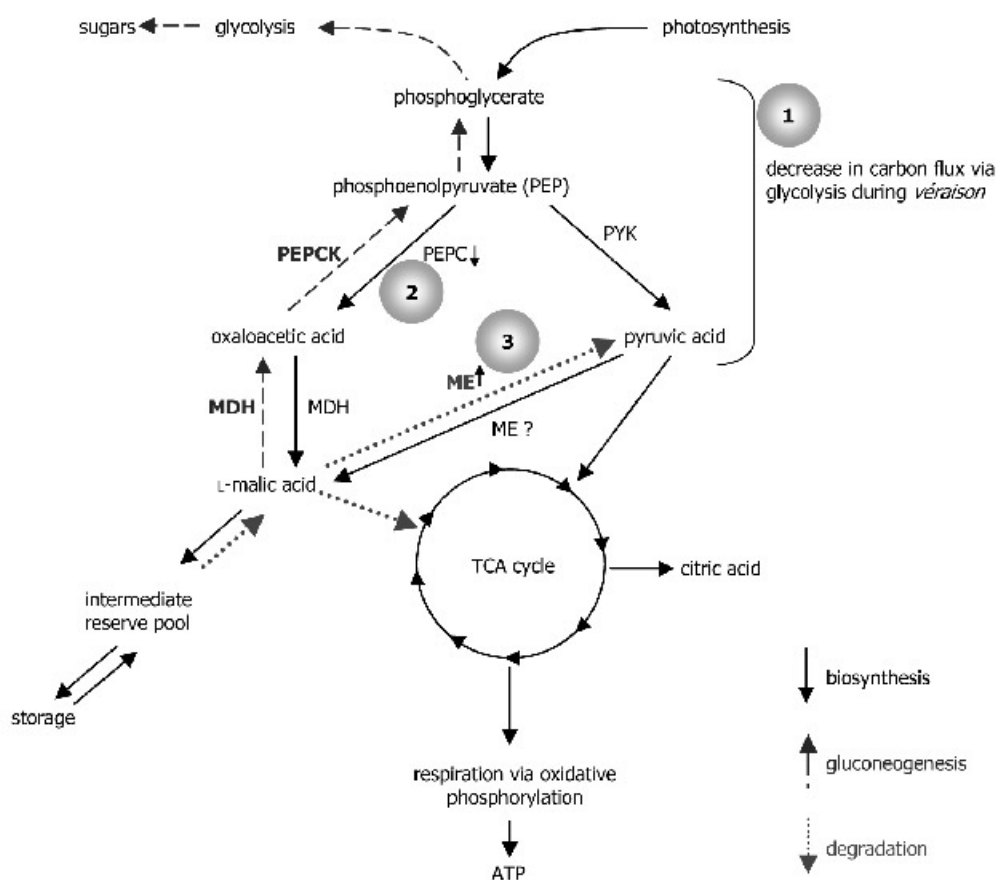 sugars
glycolysis
photosynthesis
phosphoglycerate
1
decrease in carbon flux via
glycolysis during véraison
phosphoenolpyruvate (PEP)
PYK
PEPCK
PEPC
2
oxaloacetic acid
3
pyruvic acid
ME
MDH
MDH
ME ?
L-malic acid
TCA cycle
citric acid
intermediate
reserve pool
storage
biosynthesis
gluconeogenesis
degradation
respiration via oxidative
phosphorylation
ATP